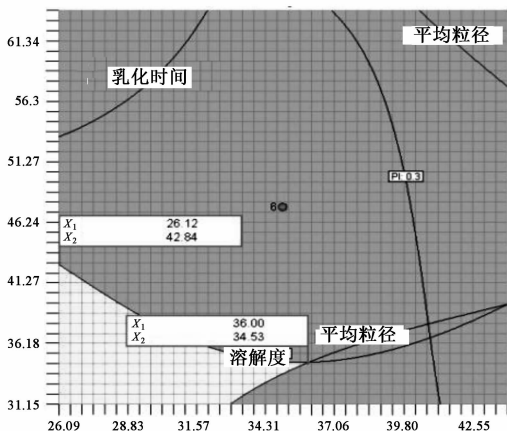 61.34
平均粒径
乳化时间
56.3
51.27
PI: 0.3
6
46.24
X₁ 26.12
X₂ 42.84
41.27
X₁ 36.00
X₂ 34.53
36.18
平均粒径
溶解度
31.15
26.09 28.83 31.57 34.31 37.06 39.80 42.55